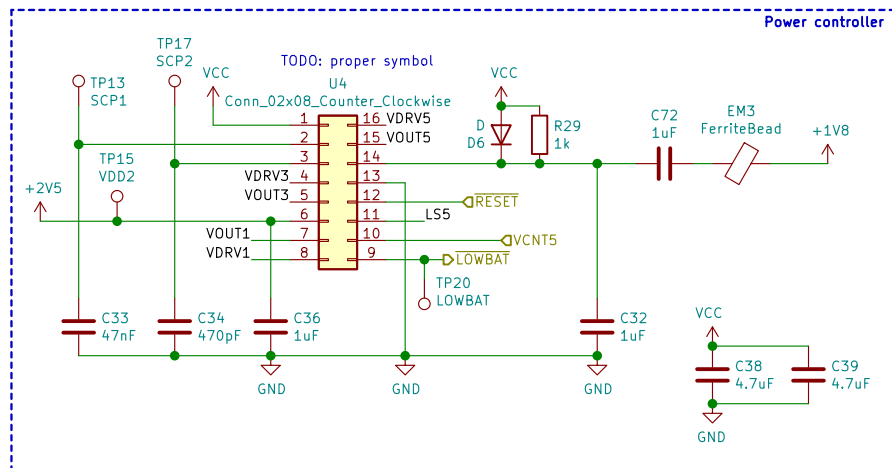 Power controller
TP17
SCP2
TP13
SCP1
VCC
TODO: proper symbol
U4
Conn_02x08_Counter_Clockwise
1
2
3
4
5
6
7
8
16
15
14
13
12
11
10
9
VDRV5
VOUT5
VDRV3
VOUT3
VOUT1
VDRV1
TP15
VDD2
+2V5
RESET
LS5
VCNT5
LOWBAT
TP20
LOWBAT
VCC
D
D6
R29
1k
C72
1uF
EM3
FerriteBead
+1V8
C33
47nF
C34
470pF
C36
1uF
C32
1uF
GND
GND
GND
VCC
C38
4.7uF
C39
4.7uF
GND